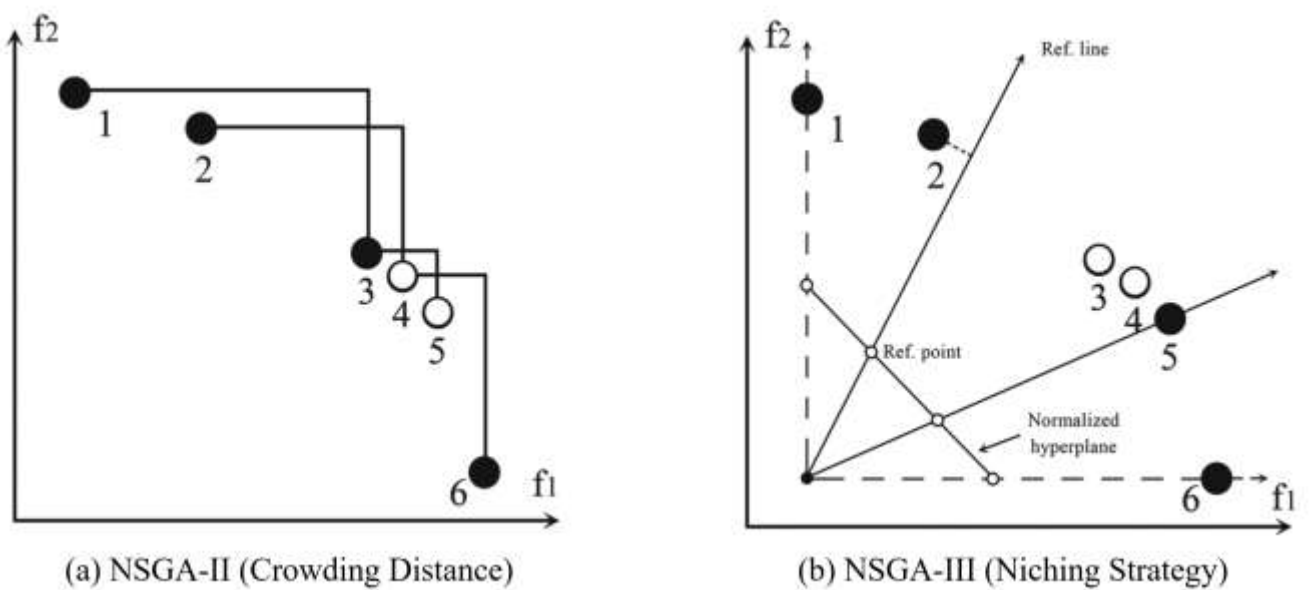 f2
1
2
3
4
5
6
f1
(a) NSGA-II (Crowding Distance)
f2
Ref. line
1
2
3
4
5
Ref. point
Normalized
hyperplane
6
f1
(b) NSGA-III (Niching Strategy)